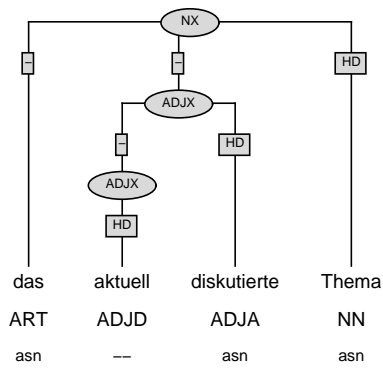 NX
– – HD
ADJX
– HD
ADJX
HD
das aktuell diskutierte Thema
ART ADJD ADJA NN
asn –– asn asn